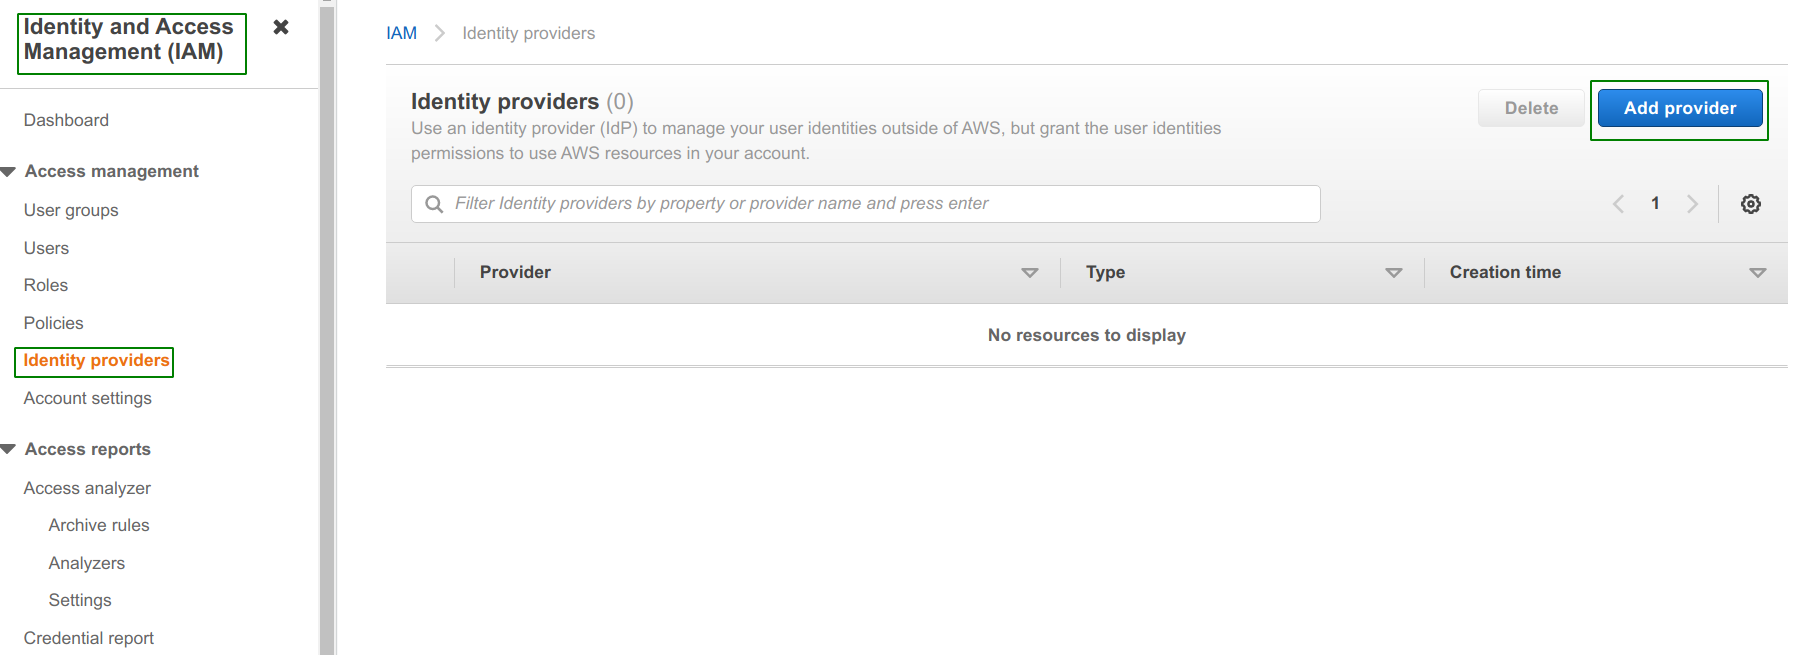 Identity and Access
Management (IAM)
Dashboard
Access management
User groups
Users
Roles
Policies
Identity providers
Account settings
Access reports
Access analyzer
Archive rules
Analyzers
Settings
Credential report
IAM
Identity providers
Identity providers (0)
Use an identity provider (IdP) to manage your user identities outside of AWS, but grant the user identities
permissions to use AWS resources in your account.
Delete
Add provider
Filter Identity providers by property or provider name and press enter
1
Provider
Type
Creation time
No resources to display